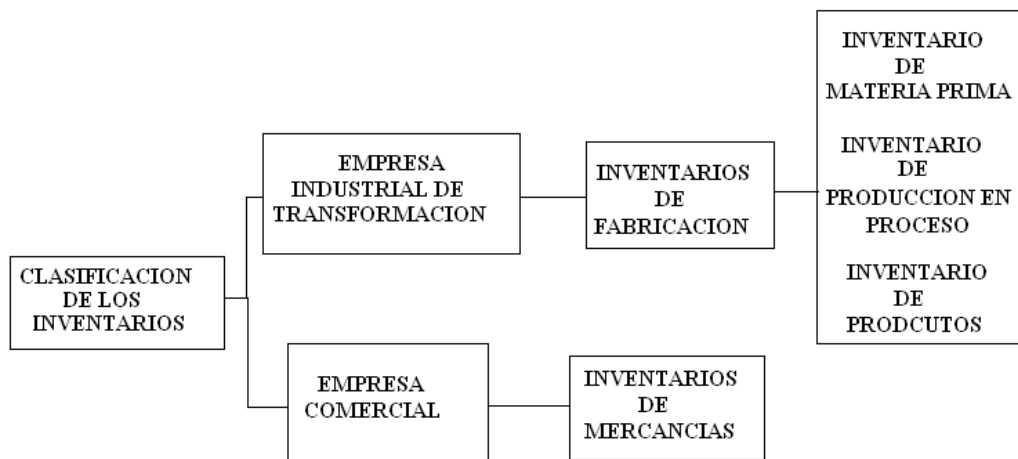 CLASIFICACION
DE LOS
INVENTARIOS
EMPRESA
INDUSTRIAL DE
TRANSFORMACION
INVENTARIOS
DE
FABRICACION
INVENTARIO
DE
MATERIA PRIMA
INVENTARIO
DE
PRODUCCION EN
PROCESO
INVENTARIO
DE
PRODCUTOS
EMPRESA
COMERCIAL
INVENTARIOS
DE
MERCANCIAS